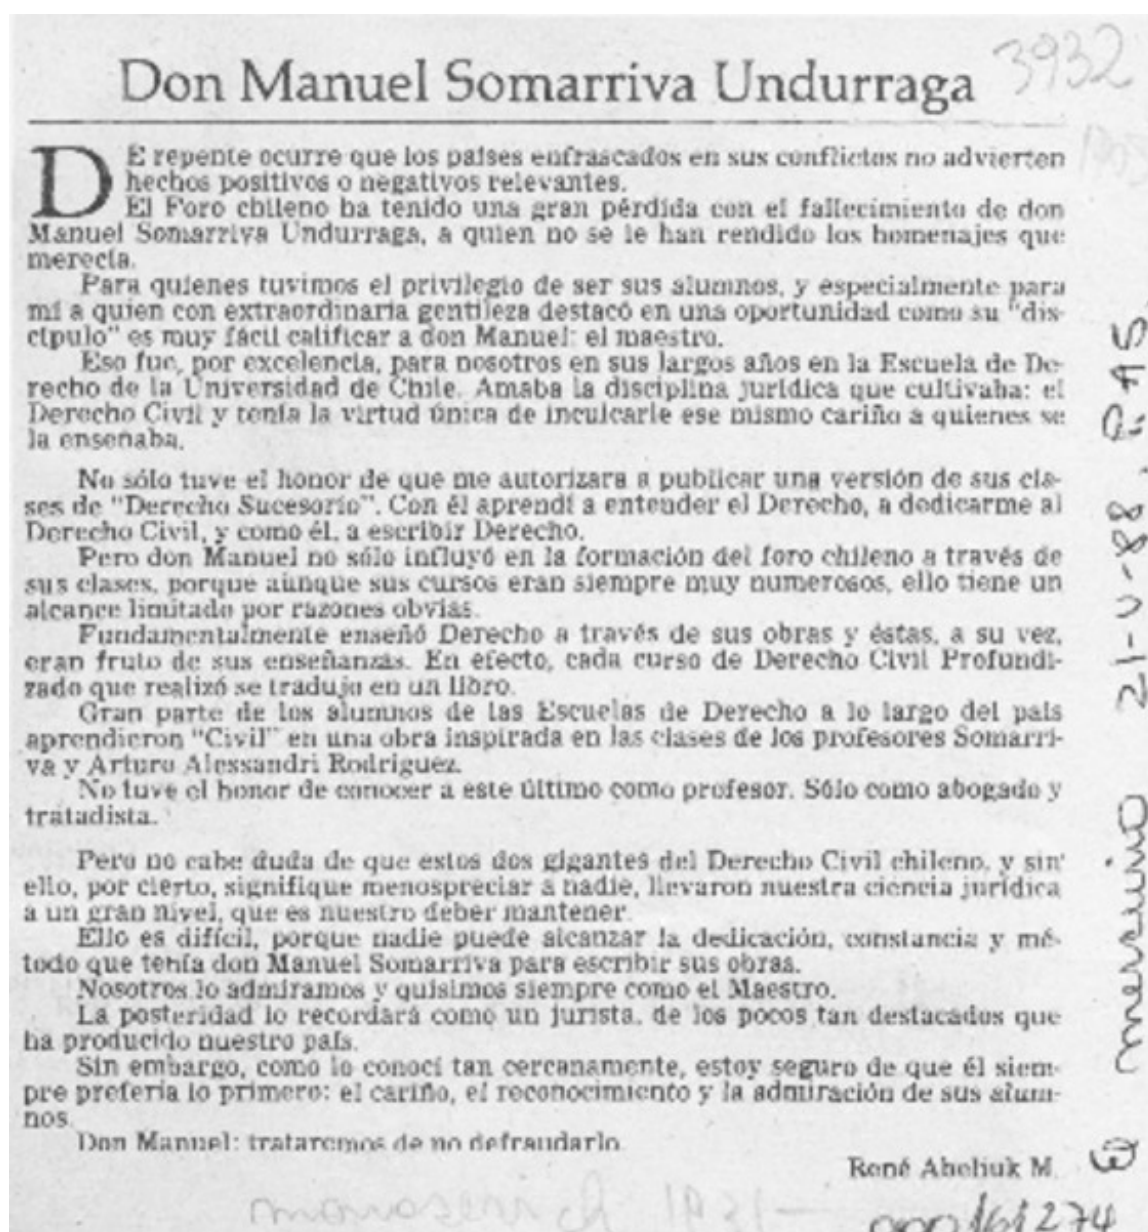 3932
Don Manuel Somarriva Undurraga
DE repente ocurre que los países enfrascados en sus conflictos no advierten
hechos positivos o negativos relevantes.
El Foro chileno ha tenido una gran pérdida con el fallecimiento de don
Manuel Somarriva Undurraga, a quien no se le han rendido los homenajes que
merecía.
Para quienes tuvimos el privilegio de ser sus alumnos, y especialmente para
mí a quien con extraordinaria gentileza destacó en una oportunidad como su "dis-
cípulo" es muy fácil calificar a don Manuel: el maestro.
Eso fue, por excelencia, para nosotros en sus largos años en la Escuela de De-
recho de la Universidad de Chile. Amaba la disciplina jurídica que cultivaba: el
Derecho Civil y tenía la virtud única de inculcarle ese mismo cariño a quienes se
la enseñaba.
No sólo tuve el honor de que me autorizara a publicar una versión de sus cla-
ses de "Derecho Sucesorio". Con él aprendí a entender el Derecho, a dedicarme al
Derecho Civil, y como él, a escribir Derecho.
Pero don Manuel no sólo influyó en la formación del foro chileno a través de
sus clases, porque aunque sus cursos eran siempre muy numerosos, ello tiene un
alcance limitado por razones obvias.
Fundamentalmente enseñó Derecho a través de sus obras y éstas, a su vez,
eran fruto de sus enseñanzas. En efecto, cada curso de Derecho Civil Profundi-
zado que realizó se tradujo en un libro.
Gran parte de los alumnos de las Escuelas de Derecho a lo largo del país
aprendieron "Civil" en una obra inspirada en las clases de los profesores Somarri-
va y Arturo Alessandri Rodríguez.
No tuve el honor de conocer a este último como profesor. Sólo como abogado y
tratadista.
Pero no cabe duda de que estos dos gigantes del Derecho Civil chileno, y sin
ello, por cierto, signifique menospreciar a nadie, llevaron nuestra ciencia jurídica
a un gran nivel, que es nuestro deber mantener.
Ello es difícil, porque nadie puede alcanzar la dedicación, constancia y mé-
todo que tenía don Manuel Somarriva para escribir sus obras.
Nosotros lo admiramos y quisimos siempre como el Maestro.
La posteridad lo recordará como un jurista, de los pocos tan destacados que
ha producido nuestro país.
Sin embargo, como lo conocí tan cercanamente, estoy seguro de que él siem-
pre prefería lo primero: el cariño, el reconocimiento y la admiración de sus alum-
nos.
Don Manuel: trataremos de no defraudarlo.
René Abeliuk M.
El mercurio 21-V-88, P. A5
000161274